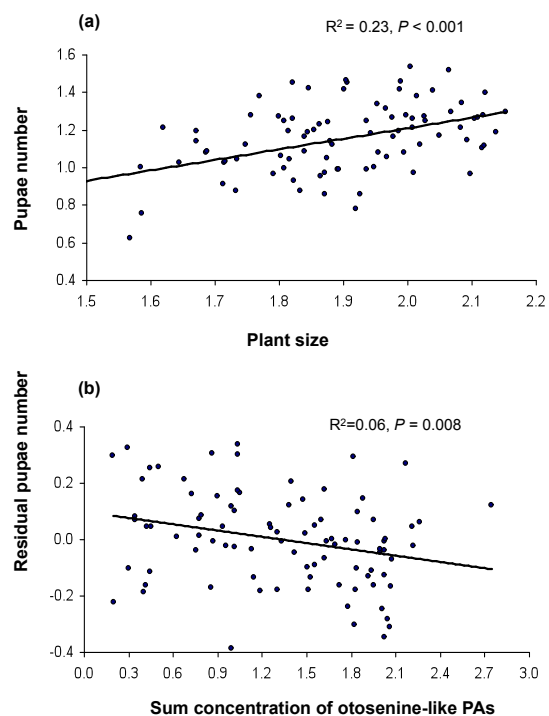 (a)
R² = 0.23, P < 0.001
1.6
1.4
1.2
1.0
0.8
0.6
0.4
Pupae number
1.5 1.6 1.7 1.8 1.9 2.0 2.1 2.2
Plant size
(b)
R²=0.06, P = 0.008
0.4
0.2
0.0
-0.2
-0.4
Residual pupae number
0.0 0.3 0.6 0.9 1.2 1.5 1.8 2.1 2.4 2.7 3.0
Sum concentration of otosenine-like PAs